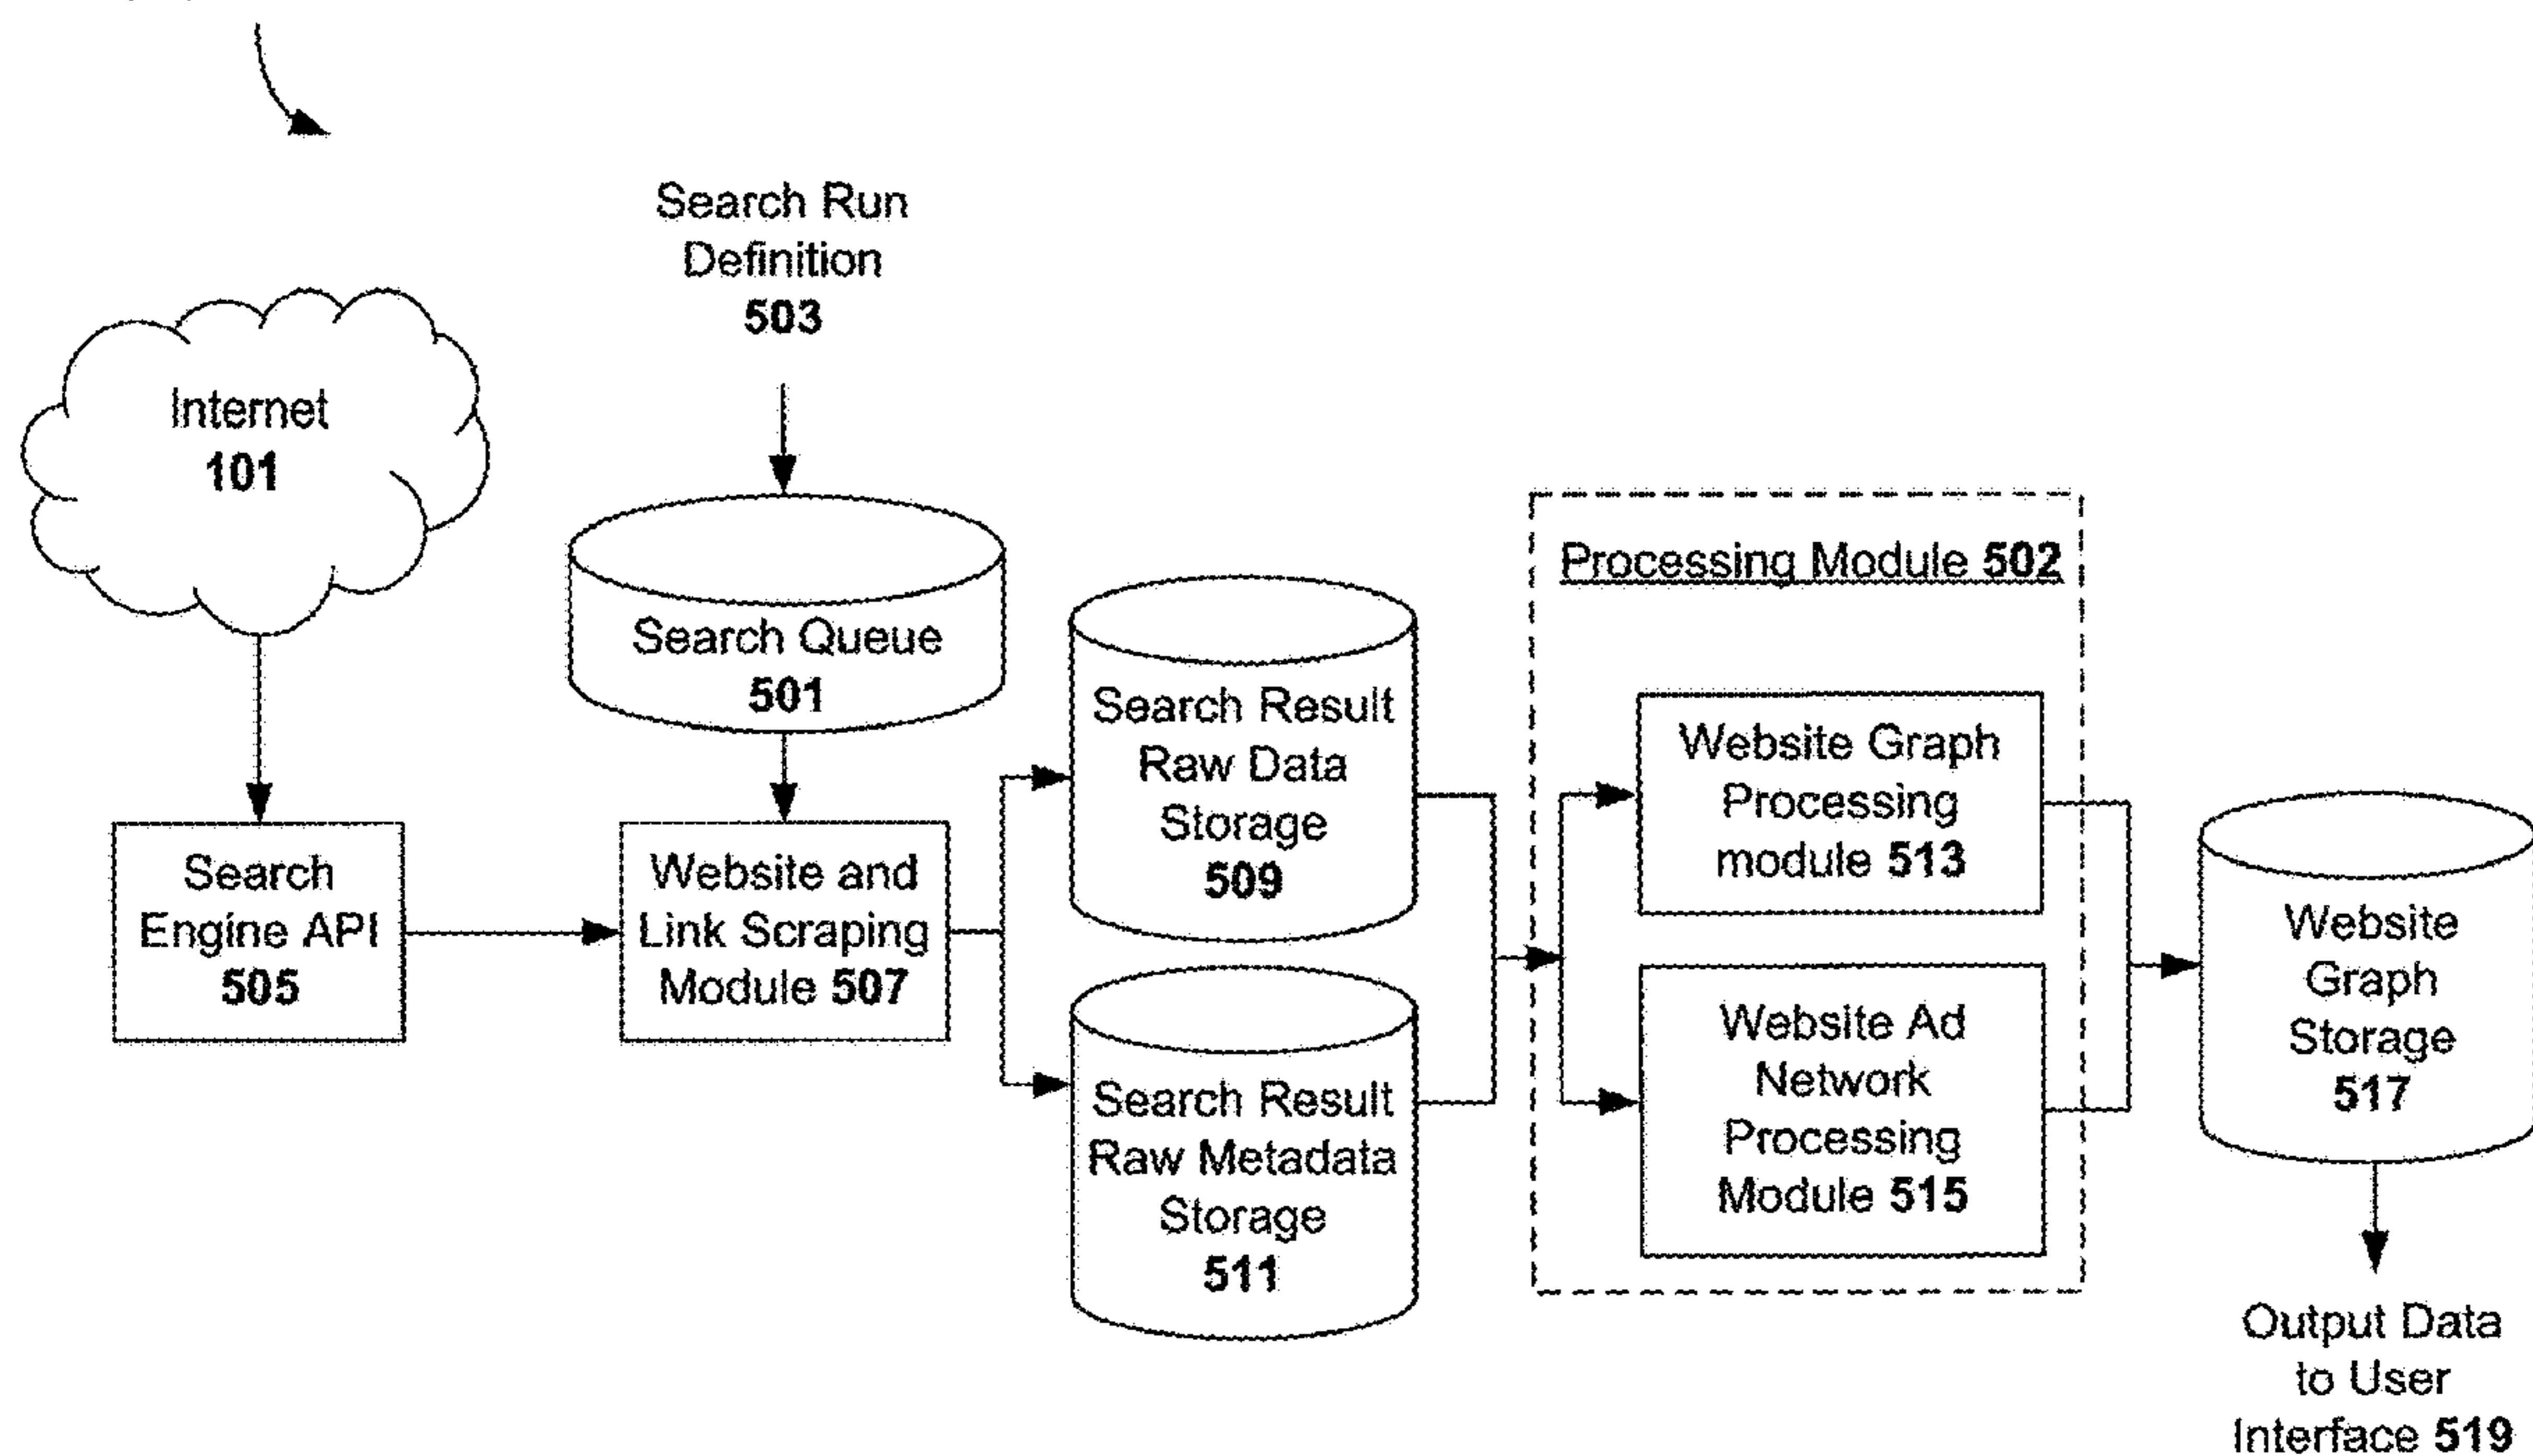 Search Run
Definition
503
Internet
101
Search Queue
501
Processing Module 502
Search
Engine API
505
Website and
Link Scraping
Module 507
Search Result
Raw Data
Storage
509
Search Result
Raw Metadata
Storage
511
Website Graph
Processing
module 513
Website Ad
Network
Processing
Module 515
Website
Graph
Storage
517
Output Data
to User
Interface 519